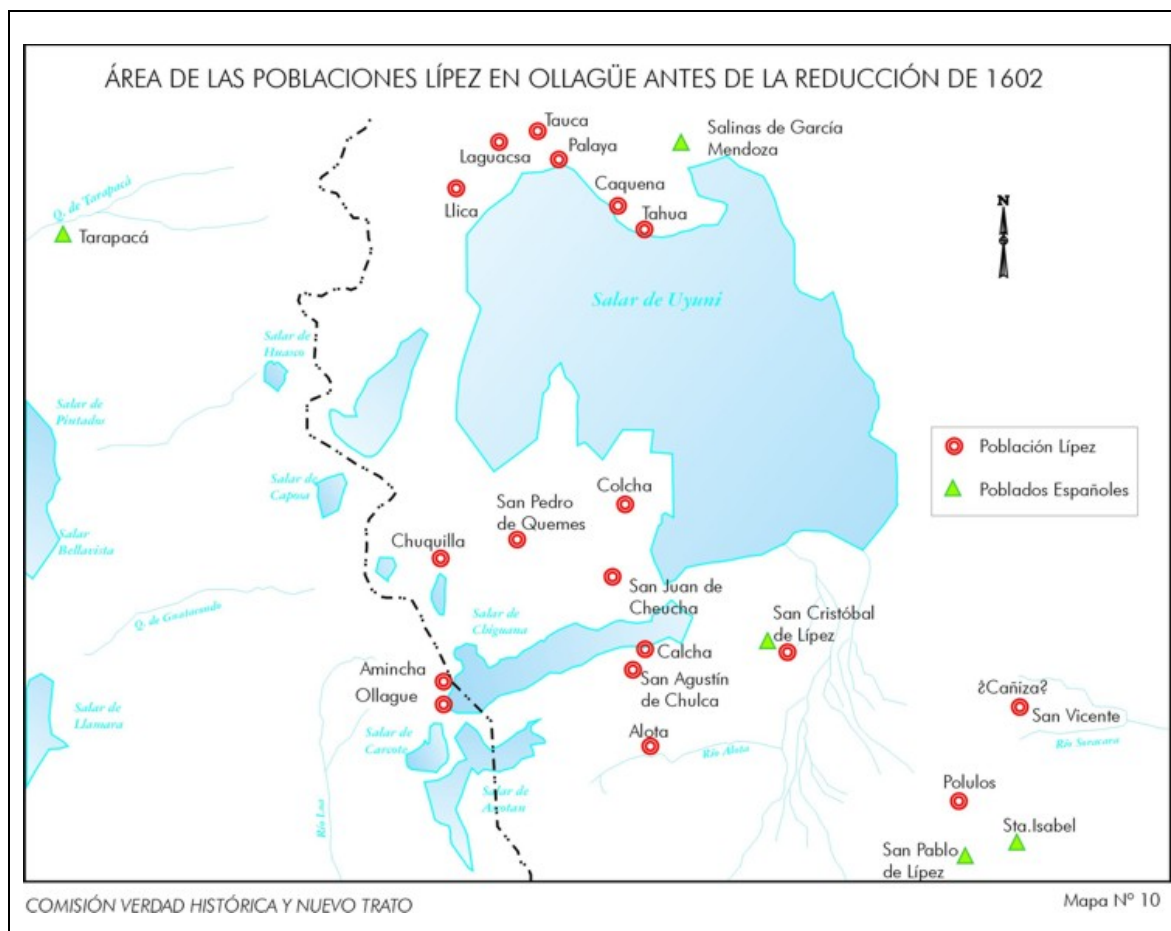 ÁREA DE LAS POBLACIONES LÍPEZ EN OLLAGÜE ANTES DE LA REDUCCIÓN DE 1602
Tauca
Laguacsa
Palaya
Salinas de García
Mendoza
Llica
Caquena
Tahua
Q. de Tarapacá
Tarapacá
N
Salar de Uyuni
Salar de
Huasco
Salar de
Pintados
Población Lípez
Poblados Españoles
Salar de
Caposa
Colcha
San Pedro
de Quemes
Salar
Bellavista
Chuquilla
San Juan de
Cheucha
Q. de Guatacondo
Salar de
Chiguana
San Cristóbal
de Lípez
Calcha
San Agustín
de Chulca
Amincha
Ollague
Salar de
Llamara
¿Cañiza?
San Vicente
Salar de
Carcote
Alota
Río Alota
Salar de
Río Loa
Polulos
Sta.Isabel
San Pablo
de Lípez
COMISIÓN VERDAD HISTÓRICA Y NUEVO TRATO
Mapa Nº 10